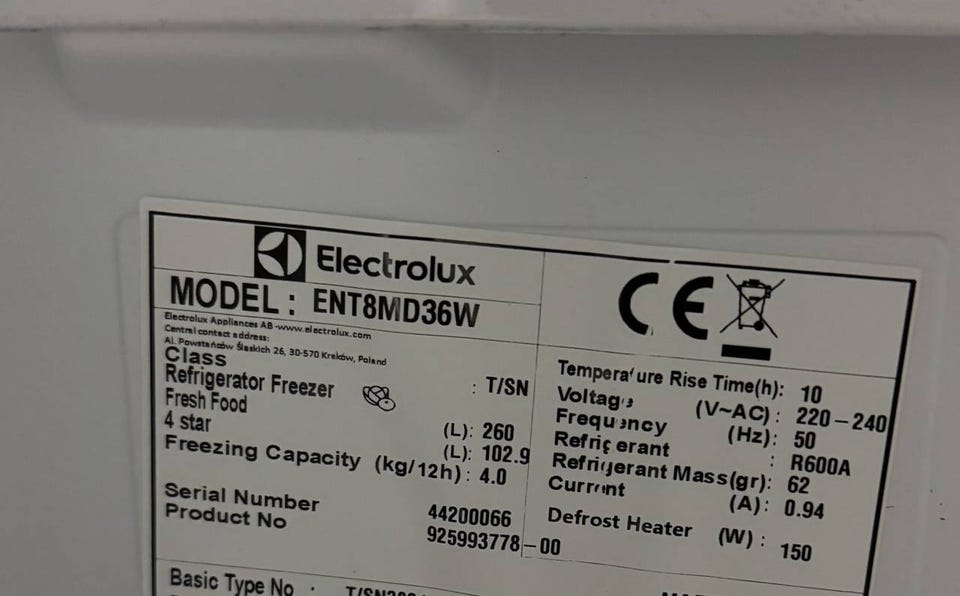 Electrolux
MODEL : ENT8MD36W
Electrolux Appliances AB -www.electrolux.com
Central contact address:
Al. Powstańców Śląskich 26, 30-570 Kraków, Poland
Class : T/SN
Refrigerator Freezer
Fresh Food (L): 260
4 star (L): 102.9
Freezing Capacity (kg/12h) : 4.0
Serial Number 44200066
Product No 925993778-00
Basic Type No :
CE
Temperature Rise Time(h): 10
Voltage (V~AC) : 220-240
Frequency (Hz): 50
Refrigerant : R600A
Refrigerant Mass(gr): 62
Current (A): 0.94
Defrost Heater (W) : 150